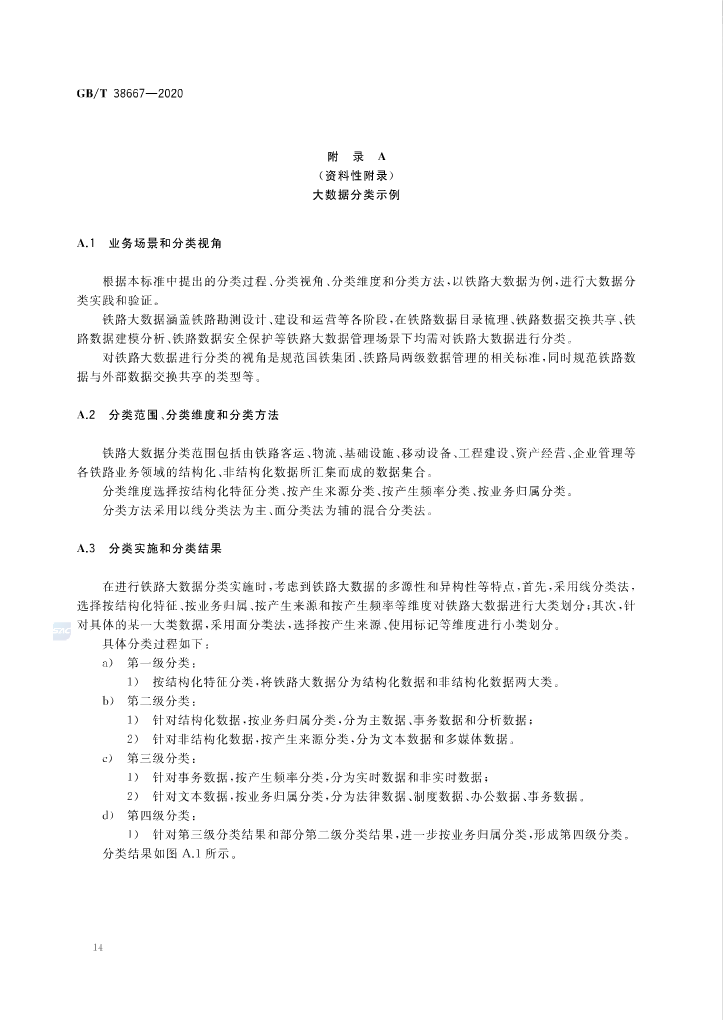 GB/T 38667—2020
附 录 A
（资料性附录）
大数据分类示例
A.1 业务场景和分类视角
根据本标准中提出的分类过程、分类视角、分类维度和分类方法，以铁路大数据为例，进行大数据分
类实践和验证。
铁路大数据涵盖铁路勘测设计、建设和运营等各阶段，在铁路数据目录梳理、铁路数据交换共享、铁
路数据建模分析、铁路数据安全保护等铁路大数据管理场景下均需对铁路大数据进行分类。
对铁路大数据进行分类的视角是规范国铁集团、铁路局两级数据管理的相关标准，同时规范铁路数
据与外部数据交换共享的类型等。
A.2 分类范围、分类维度和分类方法
铁路大数据分类范围包括由铁路客运、物流、基础设施、移动设备、工程建设、资产经营、企业管理等
各铁路业务领域的结构化、非结构化数据所汇集而成的数据集合。
分类维度选择按结构化特征分类、按产生来源分类、按产生频率分类、按业务归属分类。
分类方法采用以线分类法为主、面分类法为辅的混合分类法。
A.3 分类实施和分类结果
在进行铁路大数据分类实施时，考虑到铁路大数据的多源性和异构性等特点，首先，采用线分类法，
选择按结构化特征、按业务归属、按产生来源和按产生频率等维度对铁路大数据进行大类划分；其次，针
对具体的某一大类数据，采用面分类法，选择按产生来源、使用标记等维度进行小类划分。
具体分类过程如下：
a） 第一级分类：
1） 按结构化特征分类，将铁路大数据分为结构化数据和非结构化数据两大类。
b） 第二级分类：
1） 针对结构化数据，按业务归属分类，分为主数据、事务数据和分析数据；
2） 针对非结构化数据，按产生来源分类，分为文本数据和多媒体数据。
c） 第三级分类：
1） 针对事务数据，按产生频率分类，分为实时数据和非实时数据；
2） 针对文本数据，按业务归属分类，分为法律数据、制度数据、办公数据、事务数据。
d） 第四级分类：
1） 针对第三级分类结果和部分第二级分类结果，进一步按业务归属分类，形成第四级分类。
分类结果如图 A.1 所示。
14
SAC